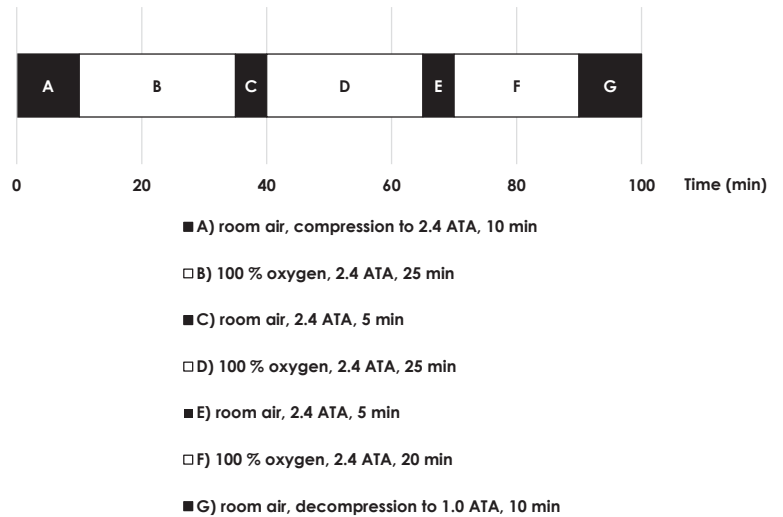 A B C D E F G
0 20 40 60 80 100 Time (min)
A) room air, compression to 2.4 ATA, 10 min
B) 100 % oxygen, 2.4 ATA, 25 min
C) room air, 2.4 ATA, 5 min
D) 100 % oxygen, 2.4 ATA, 25 min
E) room air, 2.4 ATA, 5 min
F) 100 % oxygen, 2.4 ATA, 20 min
G) room air, decompression to 1.0 ATA, 10 min